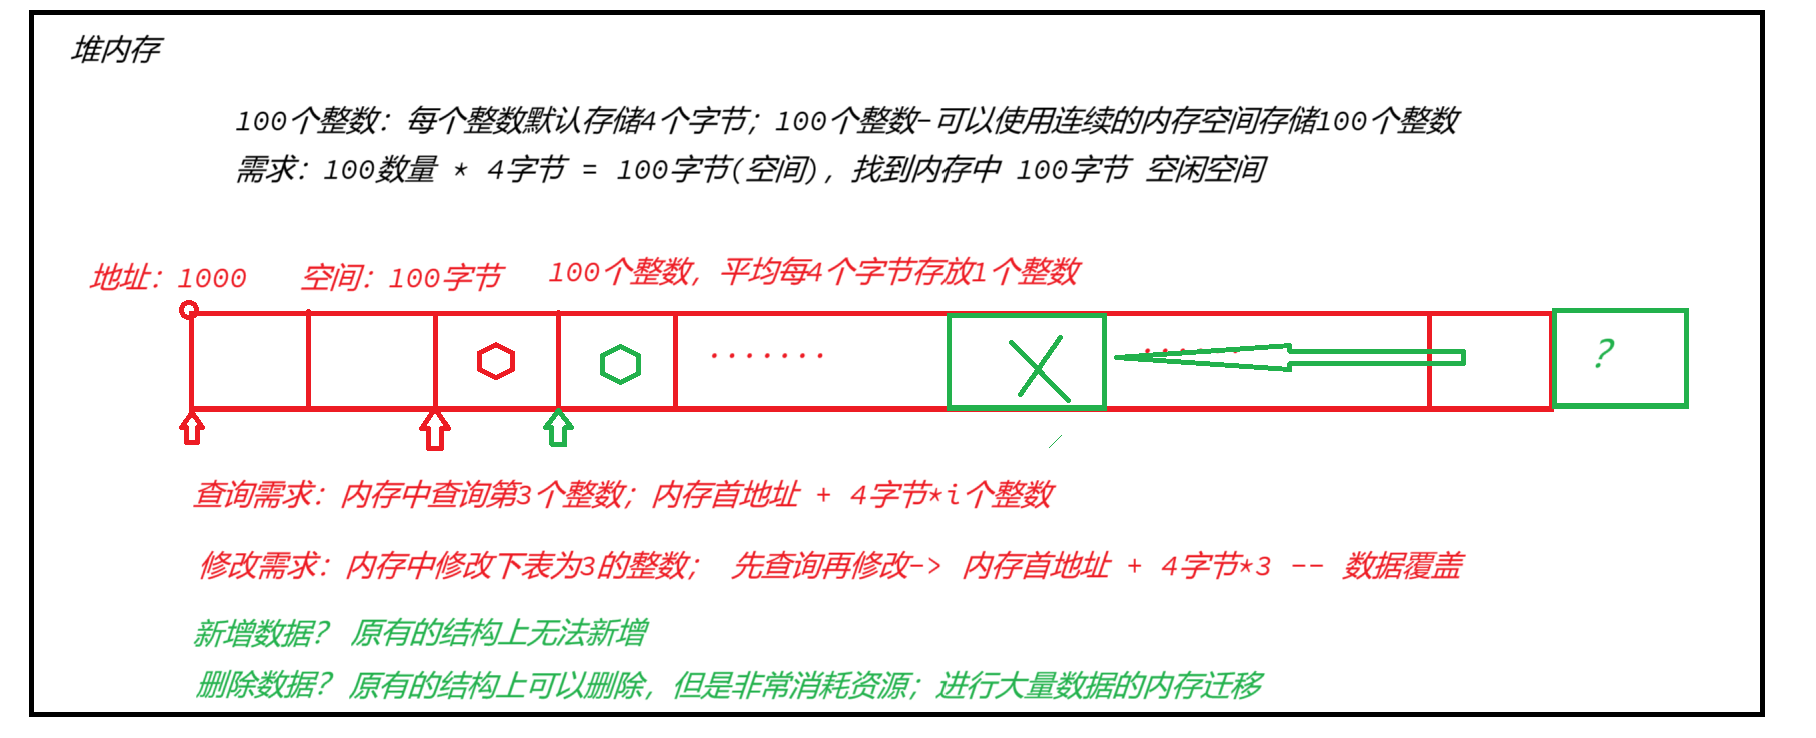 堆内存
100个整数: 每个整数默认存储4个字节; 100个整数-可以使用连续的内存空间存储100个整数
需求: 100数量 * 4字节 = 100字节(空间), 找到内存中 100字节 空闲空间
地址: 1000 空间: 100字节 100个整数, 平均每4个字节存放1个整数
....... ...... ?
查询需求: 内存中查询第3个整数; 内存首地址 + 4字节*i个整数
修改需求: 内存中修改下表为3的整数; 先查询再修改-> 内存首地址 + 4字节*3 -- 数据覆盖
新增数据? 原有的结构上无法新增
删除数据? 原有的结构上可以删除, 但是非常消耗资源; 进行大量数据的内存迁移